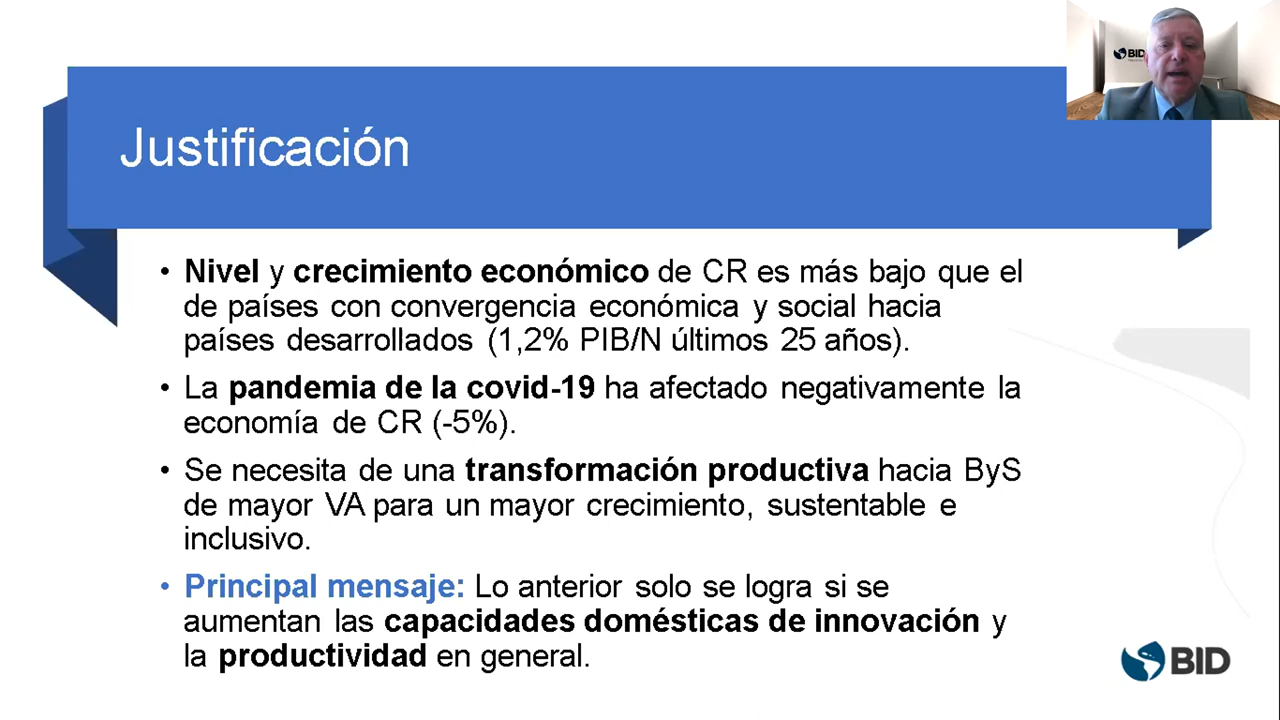 BID
Justificación
• Nivel y crecimiento económico de CR es más bajo que el
de países con convergencia económica y social hacia
países desarrollados (1,2% PIB/N últimos 25 años).
• La pandemia de la covid-19 ha afectado negativamente la
economía de CR (-5%).
• Se necesita de una transformación productiva hacia ByS
de mayor VA para un mayor crecimiento, sustentable e
inclusivo.
• Principal mensaje: Lo anterior solo se logra si se
aumentan las capacidades domésticas de innovación y
la productividad en general.
BID